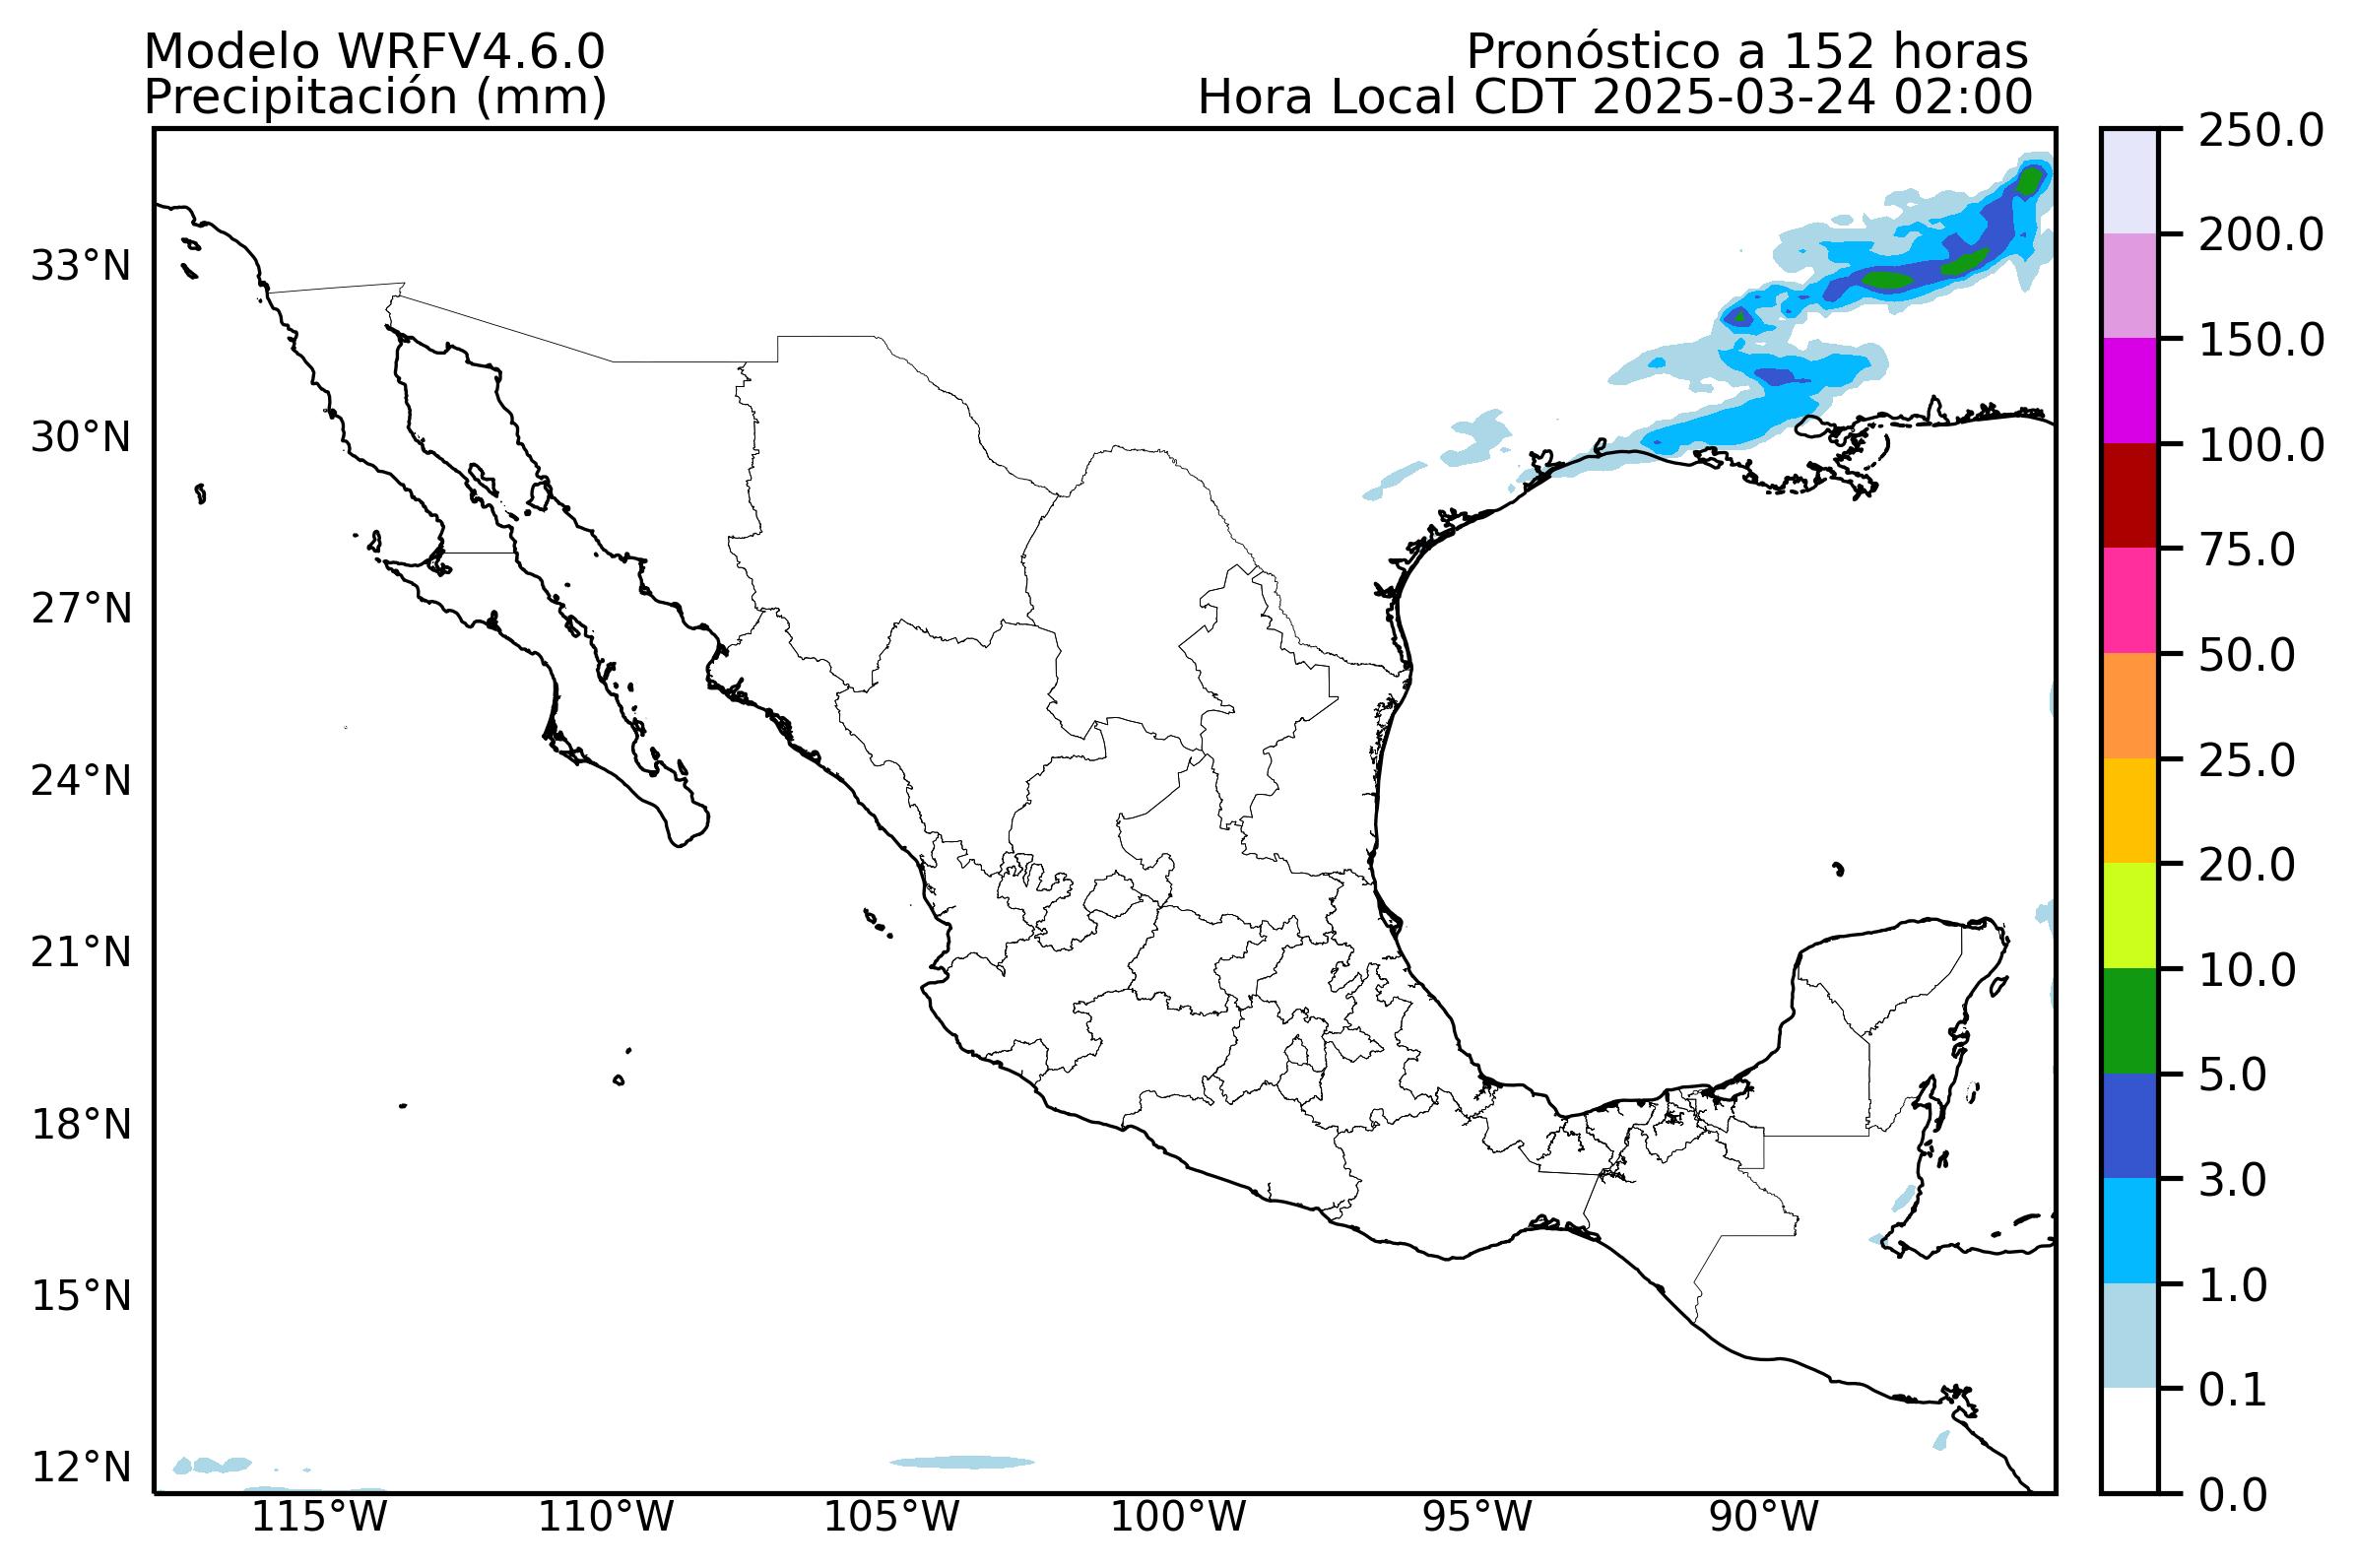 Modelo WRFV4.6.0
Pronóstico a 152 horas
Precipitación (mm)
Hora Local CDT 2025-03-24 02:00
33°N
30°N
27°N
24°N
21°N
18°N
15°N
12°N
115°W
110°W
105°W
100°W
95°W
90°W
250.0
200.0
150.0
100.0
75.0
50.0
25.0
20.0
10.0
5.0
3.0
1.0
0.1
0.0